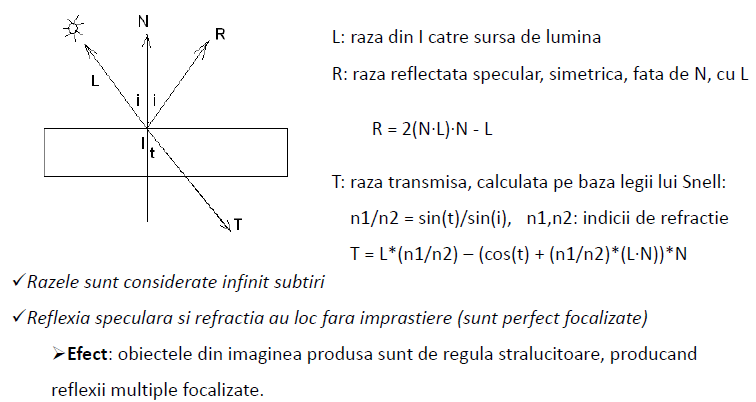 N
R
L
i
i
I
t
T
L: raza din I catre sursa de lumina
R: raza reflectata specular, simetrica, fata de N, cu L
R = 2(N·L)·N - L
T: raza transmisa, calculata pe baza legii lui Snell:
n1/n2 = sin(t)/sin(i), n1,n2: indicii de refractie
T = L*(n1/n2) – (cos(t) + (n1/n2)*(L·N))*N
✓Razele sunt considerate infinit subtiri
✓Reflexia speculara si refractia au loc fara imprastiere (sunt perfect focalizate)
➢Efect: obiectele din imaginea produsa sunt de regula stralucitoare, producand
reflexii multiple focalizate.